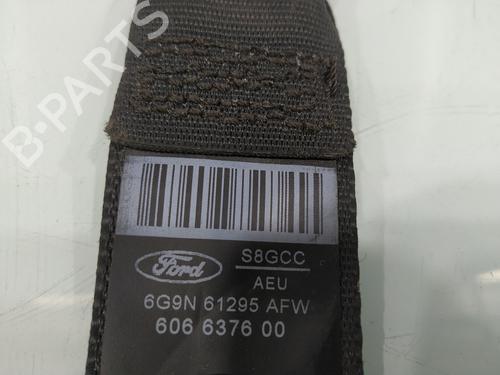 B-PARTS
Ford
S8GCC
AEU
6G9N 61295 AFW
606 6376 00